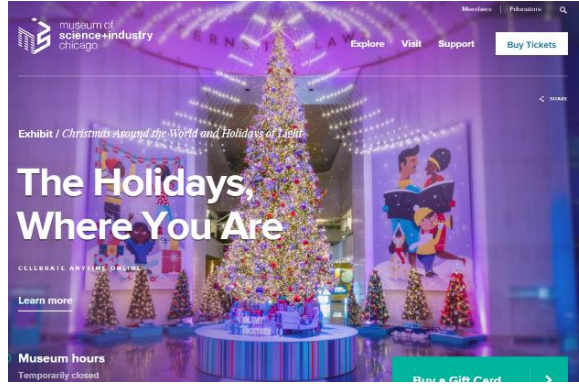 Members
Educators
museum of
science+industry
chicago
Explore
Visit
Support
Buy Tickets
SHARE
Exhibit / Christmas Around the World and Holidays of Light
The Holidays,
Where You Are
CELEBRATE ANYTIME ONLINE
Learn more
Museum hours
Temporarily closed
Buy a Gift Card